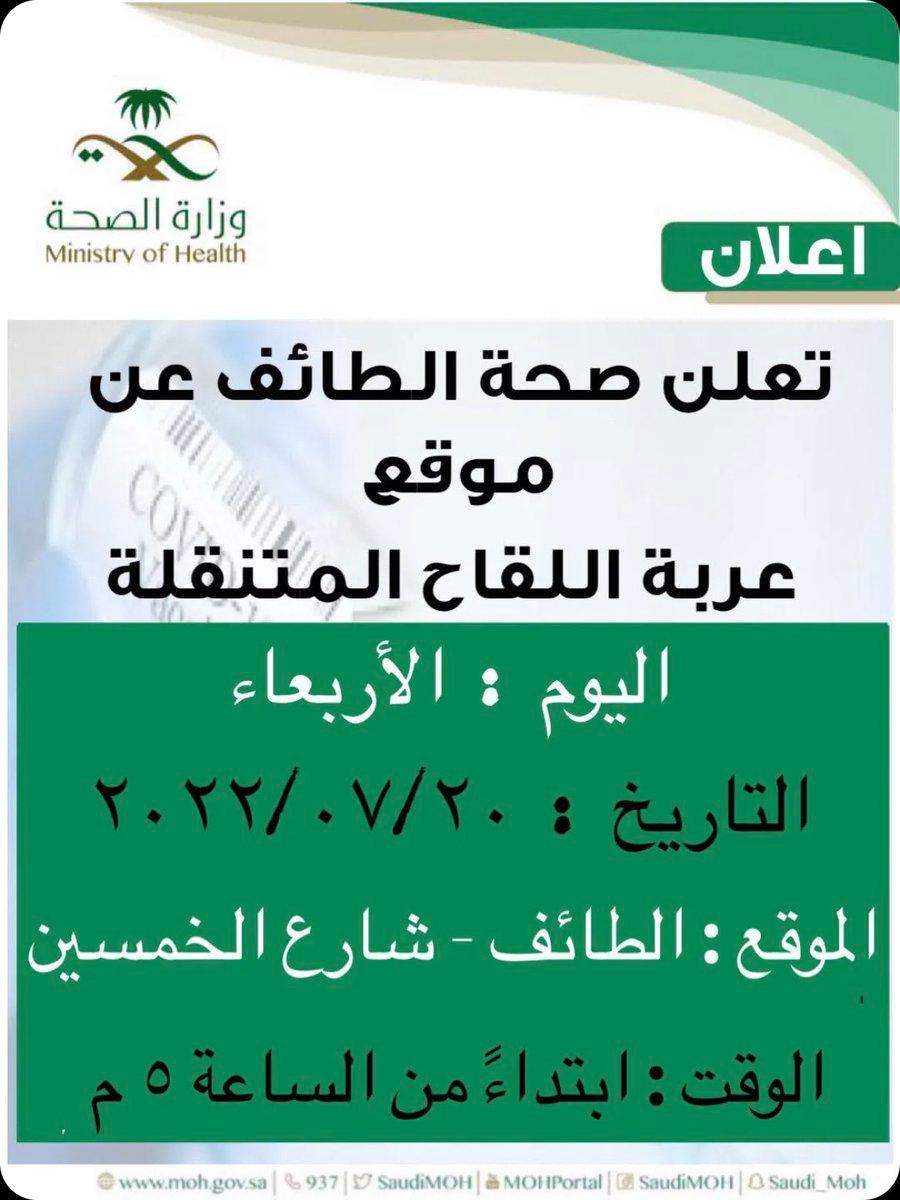 وزارة الصحة
Ministry of Health
اعلان
تعلن صحة الطائف عن
موقع
عربة اللقاح المتنقلة
COVID-
اليوم : الأربعاء
التاريخ : ٢٠٢٢/٠٧/٢٠
الموقع : الطائف - شارع الخمسين
الوقت : ابتداءً من الساعة ٥ م
www.moh.gov.sa | 937 | SaudiMOH | MOHPortal | SaudiMOH | Saudi_Moh